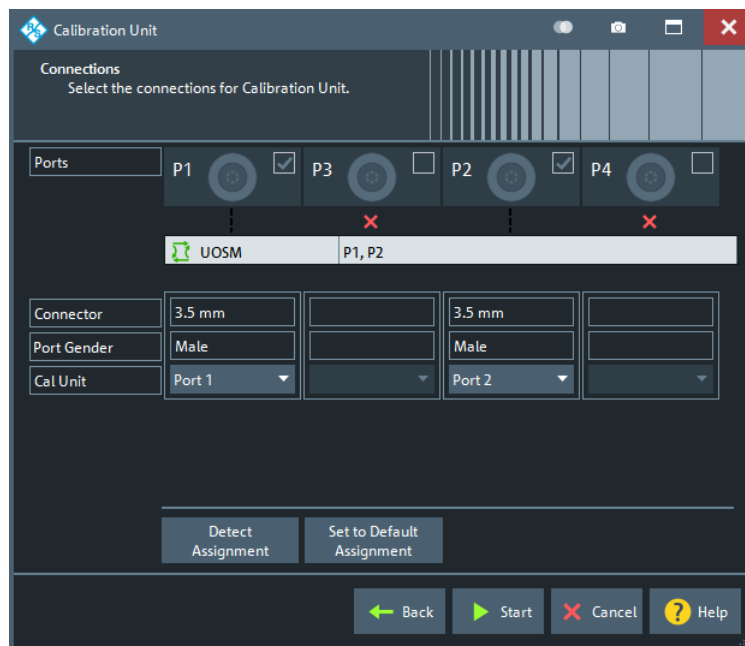 Calibration Unit
Connections
Select the connections for Calibration Unit.
Ports
P1
P3
P2
P4
UOSM P1, P2
Connector 3.5 mm 3.5 mm
Port Gender Male Male
Cal Unit Port 1 Port 2
Detect
Assignment
Set to Default
Assignment
Back
Start
Cancel
? Help